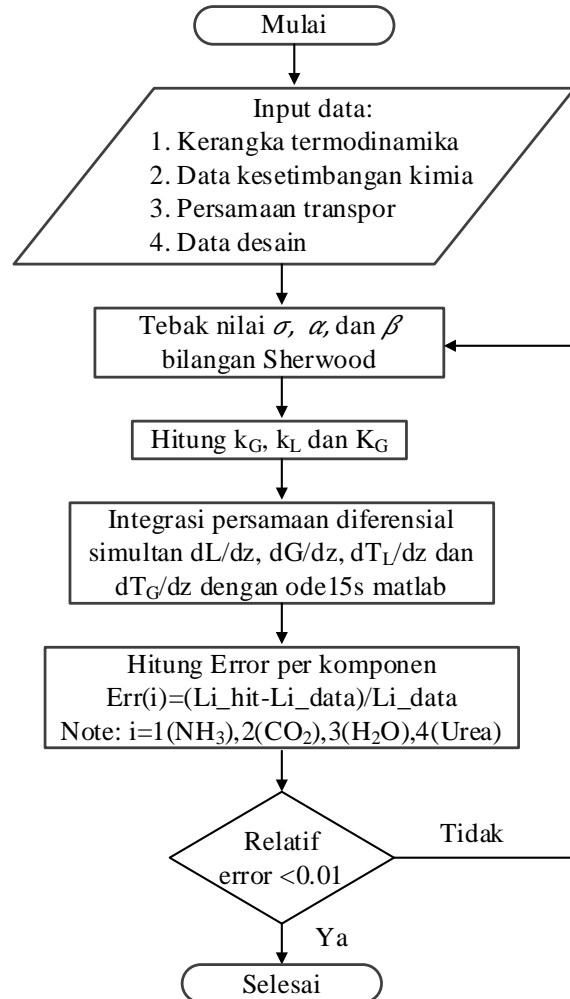 Mulai
Input data:
1. Kerangka termodinamika
2. Data kesetimbangan kimia
3. Persamaan transpor
4. Data desain
Tebak nilai σ, α, dan β
bilangan Sherwood
Hitung k_G, k_L dan K_G
Integrasi persamaan diferensial
simultan dL/dz, dG/dz, dT_L/dz dan
dT_G/dz dengan ode15s matlab
Hitung Error per komponen
Err(i)=(Li_hit-Li_data)/Li_data
Note: i=1(NH₃),2(CO₂),3(H₂O),4(Urea)
Relatif
error <0.01
Tidak
Ya
Selesai